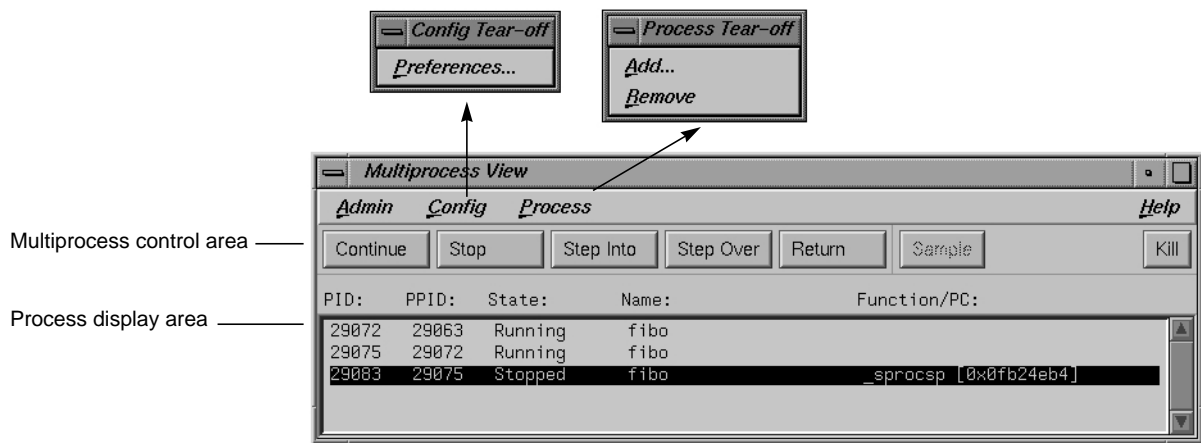 Config Tear-off
Preferences...
Process Tear-off
Add...
Remove
Multiprocess View
Admin Config Process Help
Multiprocess control area
Continue Stop Step Into Step Over Return Sample Kill
PID: PPID: State: Name: Function/PC:
Process display area
29072 29063 Running fibo
29075 29072 Running fibo
29083 29075 Stopped fibo _sprocsp [0x0fb24eb4]